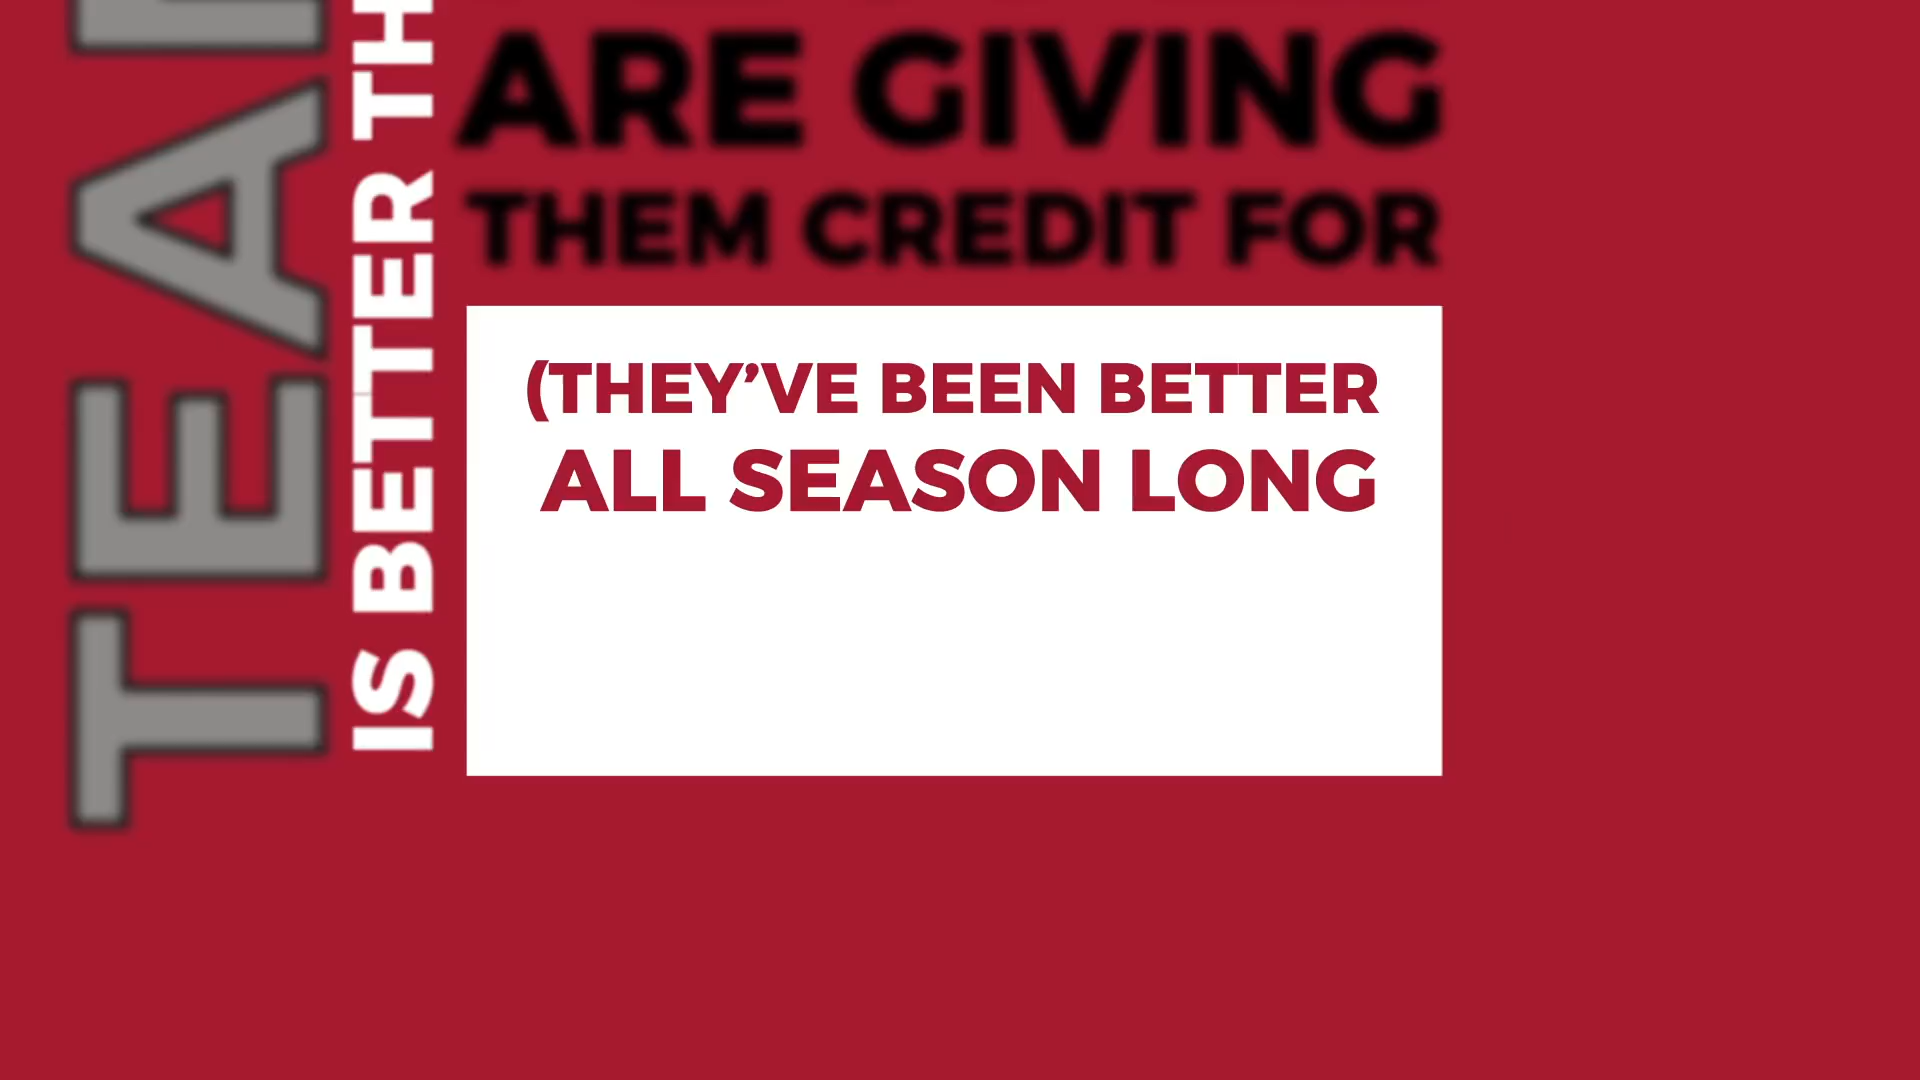 IS BETTER TH
ARE GIVING
THEM CREDIT FOR
(THEY’VE BEEN BETTER
ALL SEASON LONG